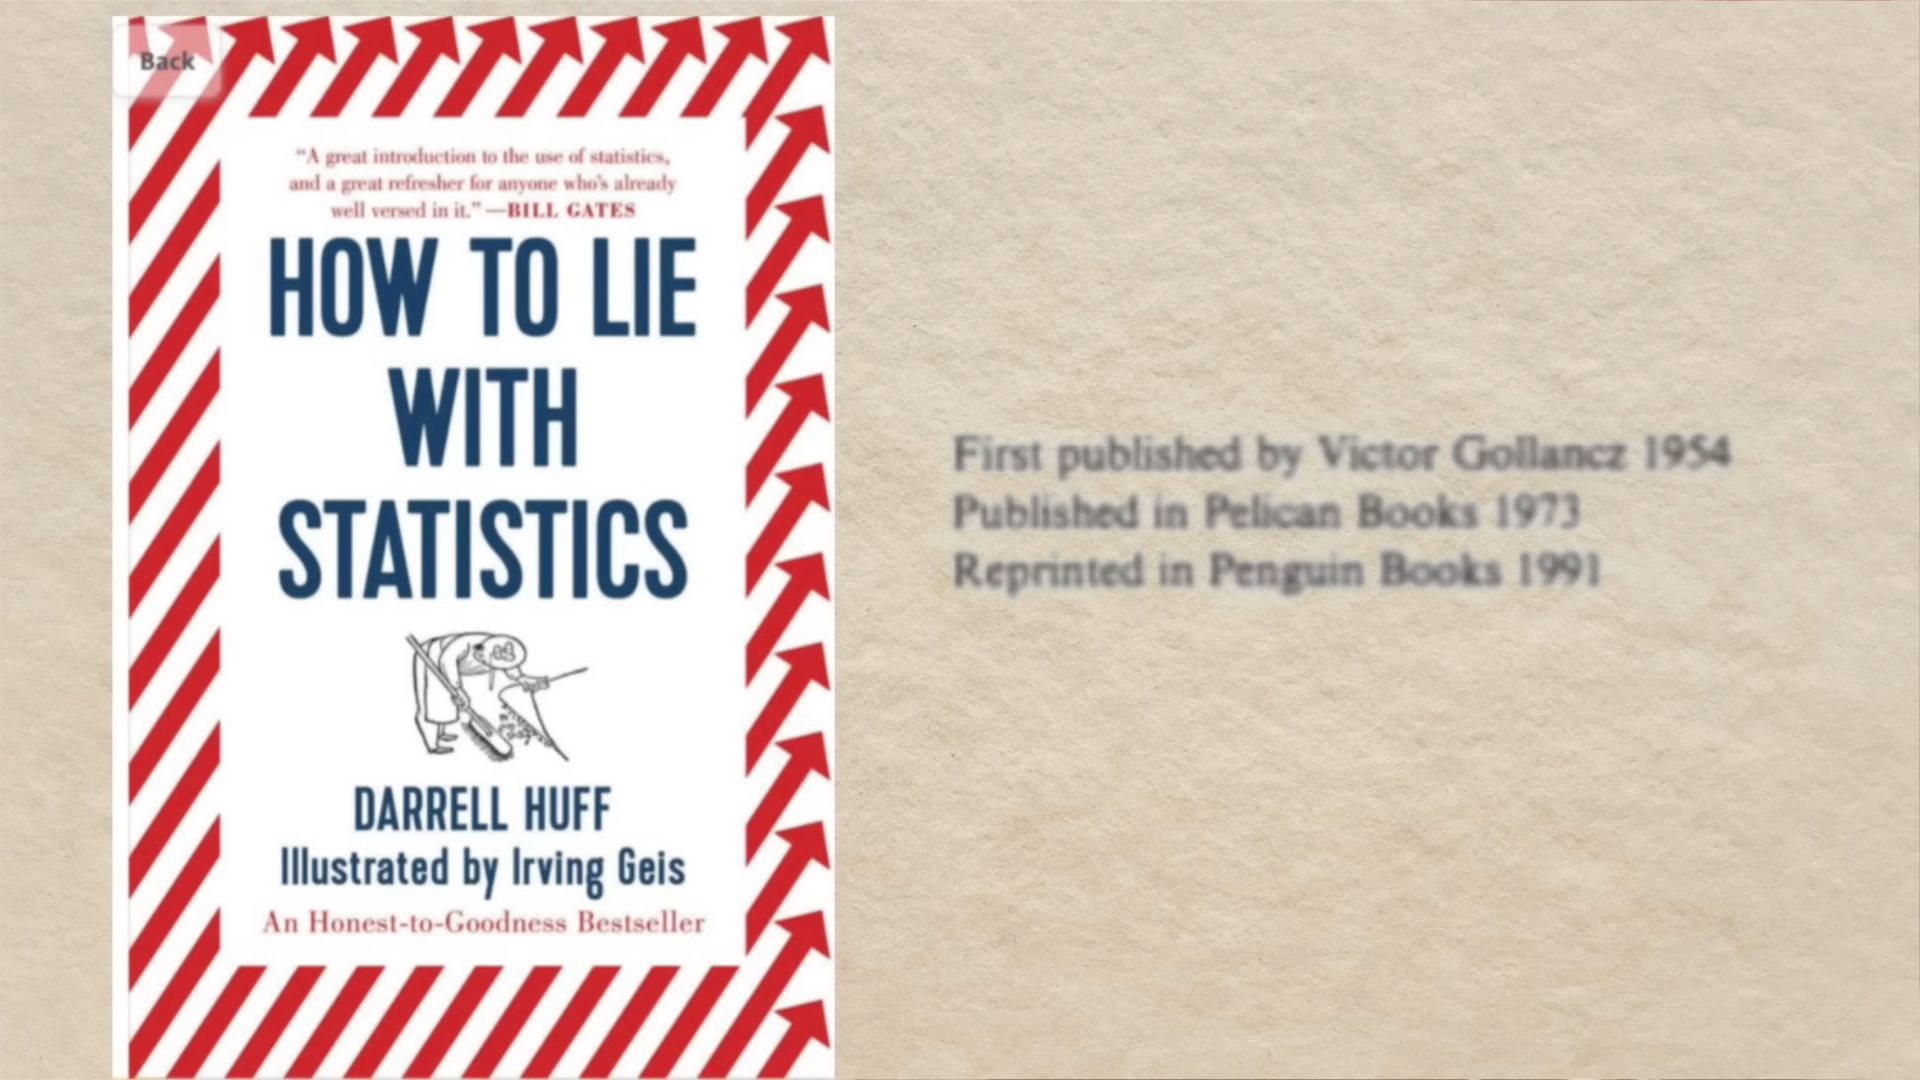 Back
“A great introduction to the use of statistics,
and a great refresher for anyone who’s already
well versed in it.” —BILL GATES
HOW TO LIE
WITH
STATISTICS
DARRELL HUFF
Illustrated by Irving Geis
An Honest-to-Goodness Bestseller
First published by Victor Gollancz 1954
Published in Pelican Books 1973
Reprinted in Penguin Books 1991